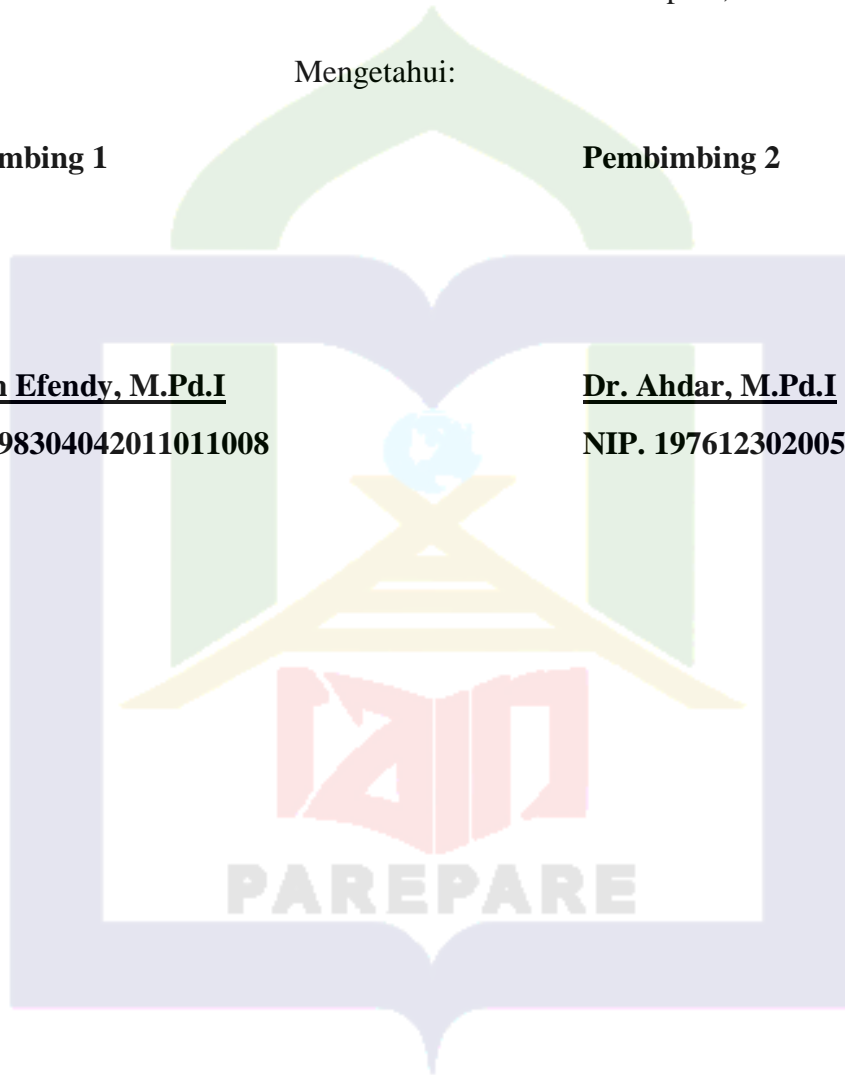 Mengetahui:
mbing 1 Pembimbing 2
Efendy, M.Pd.I Dr. Ahdar, M.Pd.I
98304042011011008 NIP. 197612302005
PAREPARE